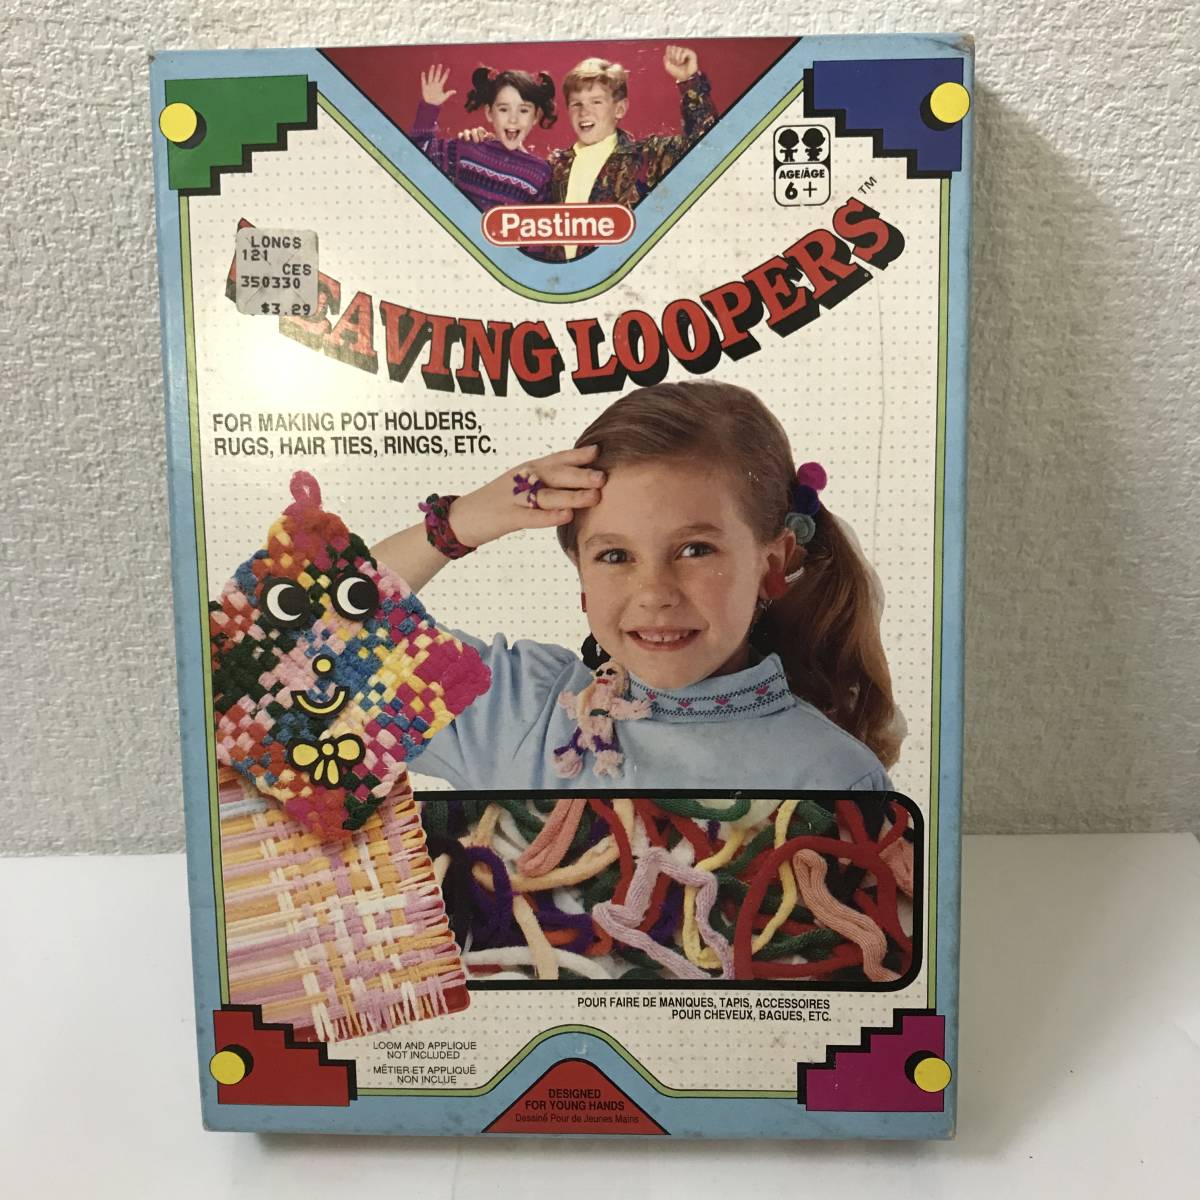 Pastime
AGE/ÂGE
6+
LONGS
121
CES
350330
$3.29
EAVING LOOPERS™
FOR MAKING POT HOLDERS,
RUGS, HAIR TIES, RINGS, ETC.
POUR FAIRE DE MANIQUES, TAPIS, ACCESSOIRES
POUR CHEVEUX, BAGUES, ETC.
LOOM AND APPLIQUE
NOT INCLUDED
MÉTIER ET APPLIQUÉ
NON INCLUE
DESIGNED
FOR YOUNG HANDS
Dessiné Pour de Jeunes Mains